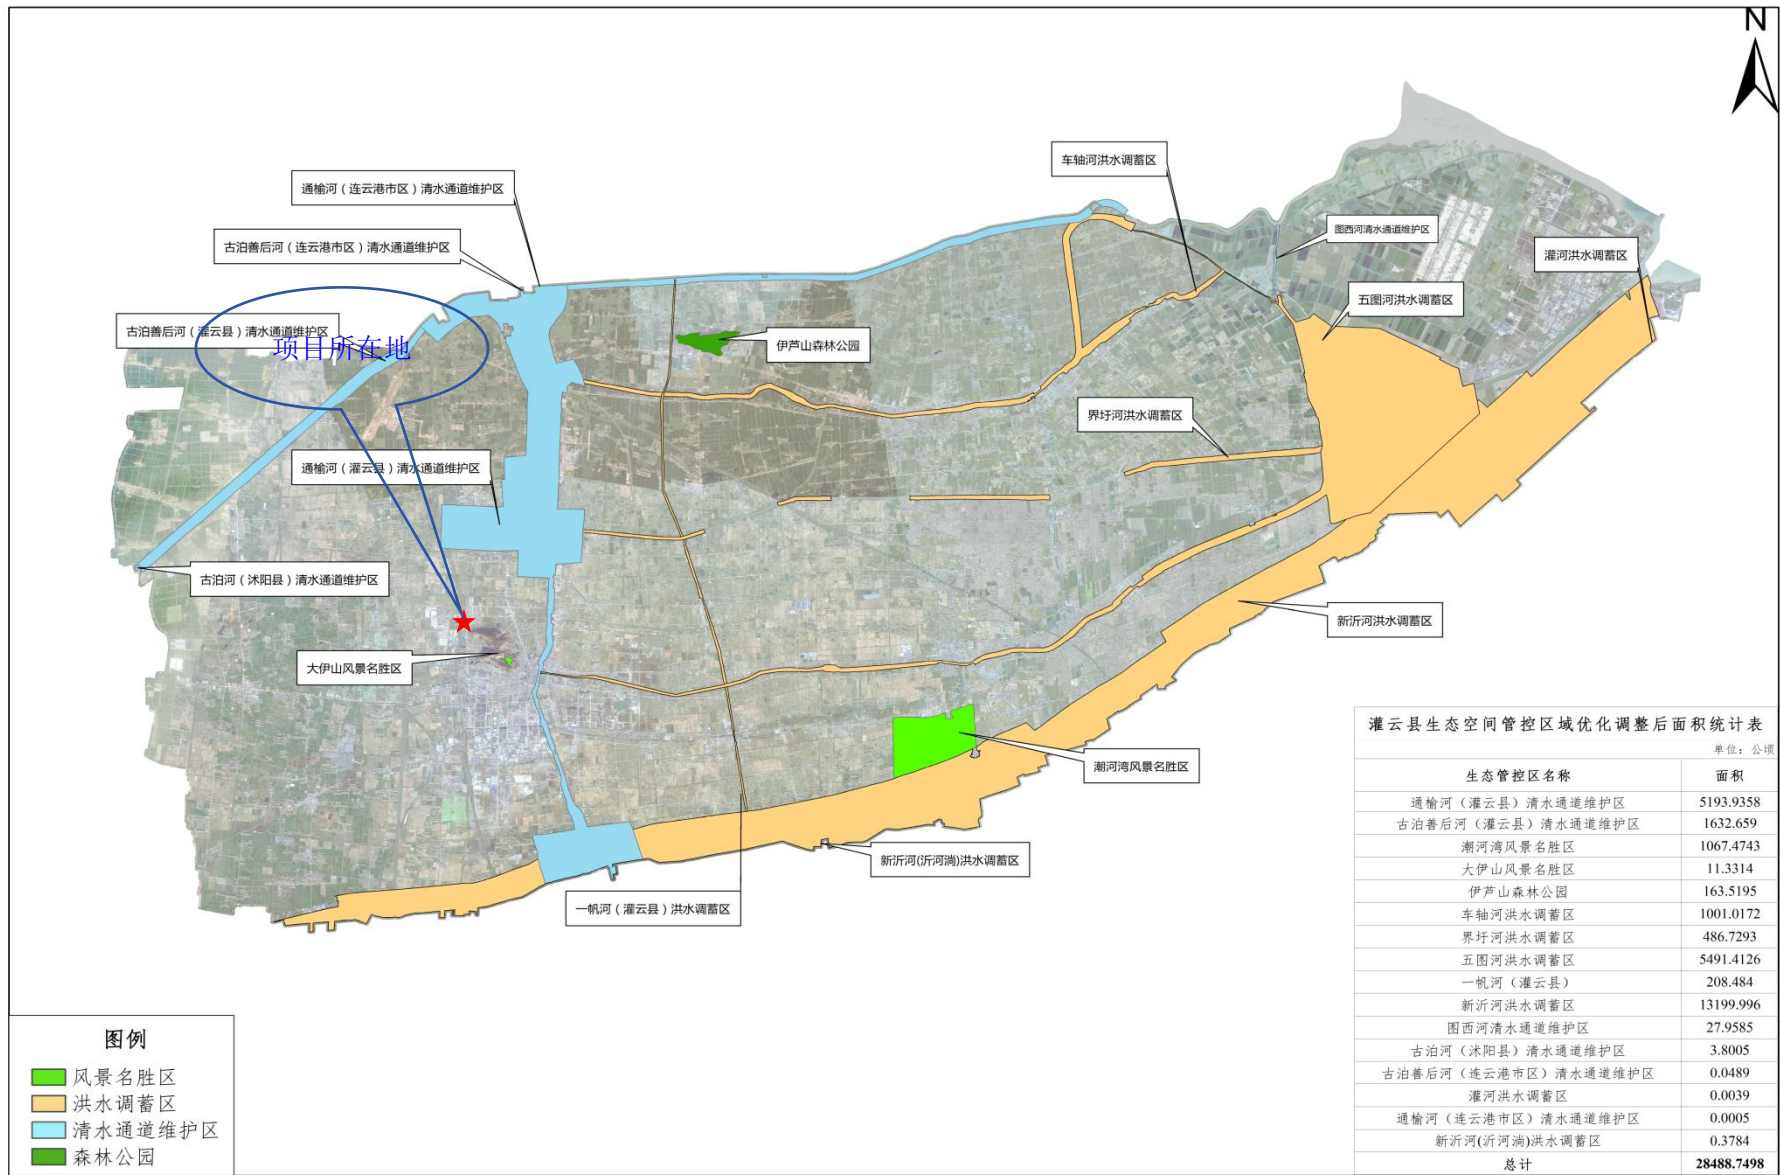 N
车轴河洪水调蓄区
通榆河（连云港市区）清水通道维护区
图西河清水通道维护区
古泊善后河（连云港市区）清水通道维护区
灌河洪水调蓄区
五图河洪水调蓄区
古泊善后河（灌云县）清水通道维护区
项目所在地
伊芦山森林公园
界圩河洪水调蓄区
通榆河（灌云县）清水通道维护区
古泊河（沭阳县）清水通道维护区
新沂河洪水调蓄区
大伊山风景名胜区
潮河湾风景名胜区
新沂河(沂河淌)洪水调蓄区
一帆河（灌云县）洪水调蓄区
灌云县生态空间管控区域优化调整后面积统计表
单位：公顷
生态管控区名称 面积
通榆河（灌云县）清水通道维护区 5193.9358
古泊善后河（灌云县）清水通道维护区 1632.659
潮河湾风景名胜区 1067.4743
大伊山风景名胜区 11.3314
伊芦山森林公园 163.5195
车轴河洪水调蓄区 1001.0172
界圩河洪水调蓄区 486.7293
五图河洪水调蓄区 5491.4126
一帆河（灌云县） 208.484
新沂河洪水调蓄区 13199.996
图西河清水通道维护区 27.9585
古泊河（沭阳县）清水通道维护区 3.8005
古泊善后河（连云港市区）清水通道维护区 0.0489
灌河洪水调蓄区 0.0039
通榆河（连云港市区）清水通道维护区 0.0005
新沂河(沂河淌)洪水调蓄区 0.3784
总计 28488.7498
图例
风景名胜区
洪水调蓄区
清水通道维护区
森林公园